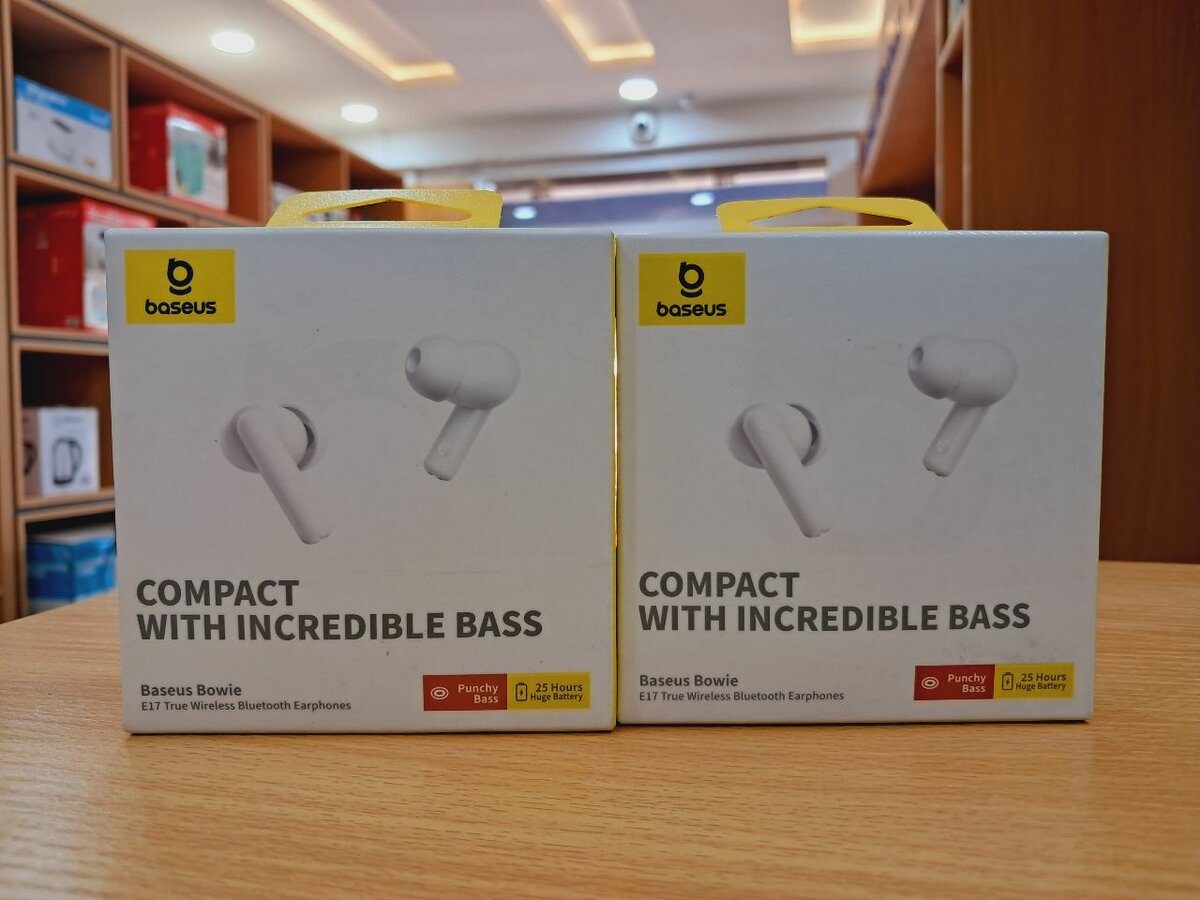 baseus
COMPACT
WITH INCREDIBLE BASS
Baseus Bowie
E17 True Wireless Bluetooth Earphones
Punchy
Bass
25 Hours
Huge Battery
baseus
COMPACT
WITH INCREDIBLE BASS
Baseus Bowie
E17 True Wireless Bluetooth Earphones
Punchy
Bass
25 Hours
Huge Battery